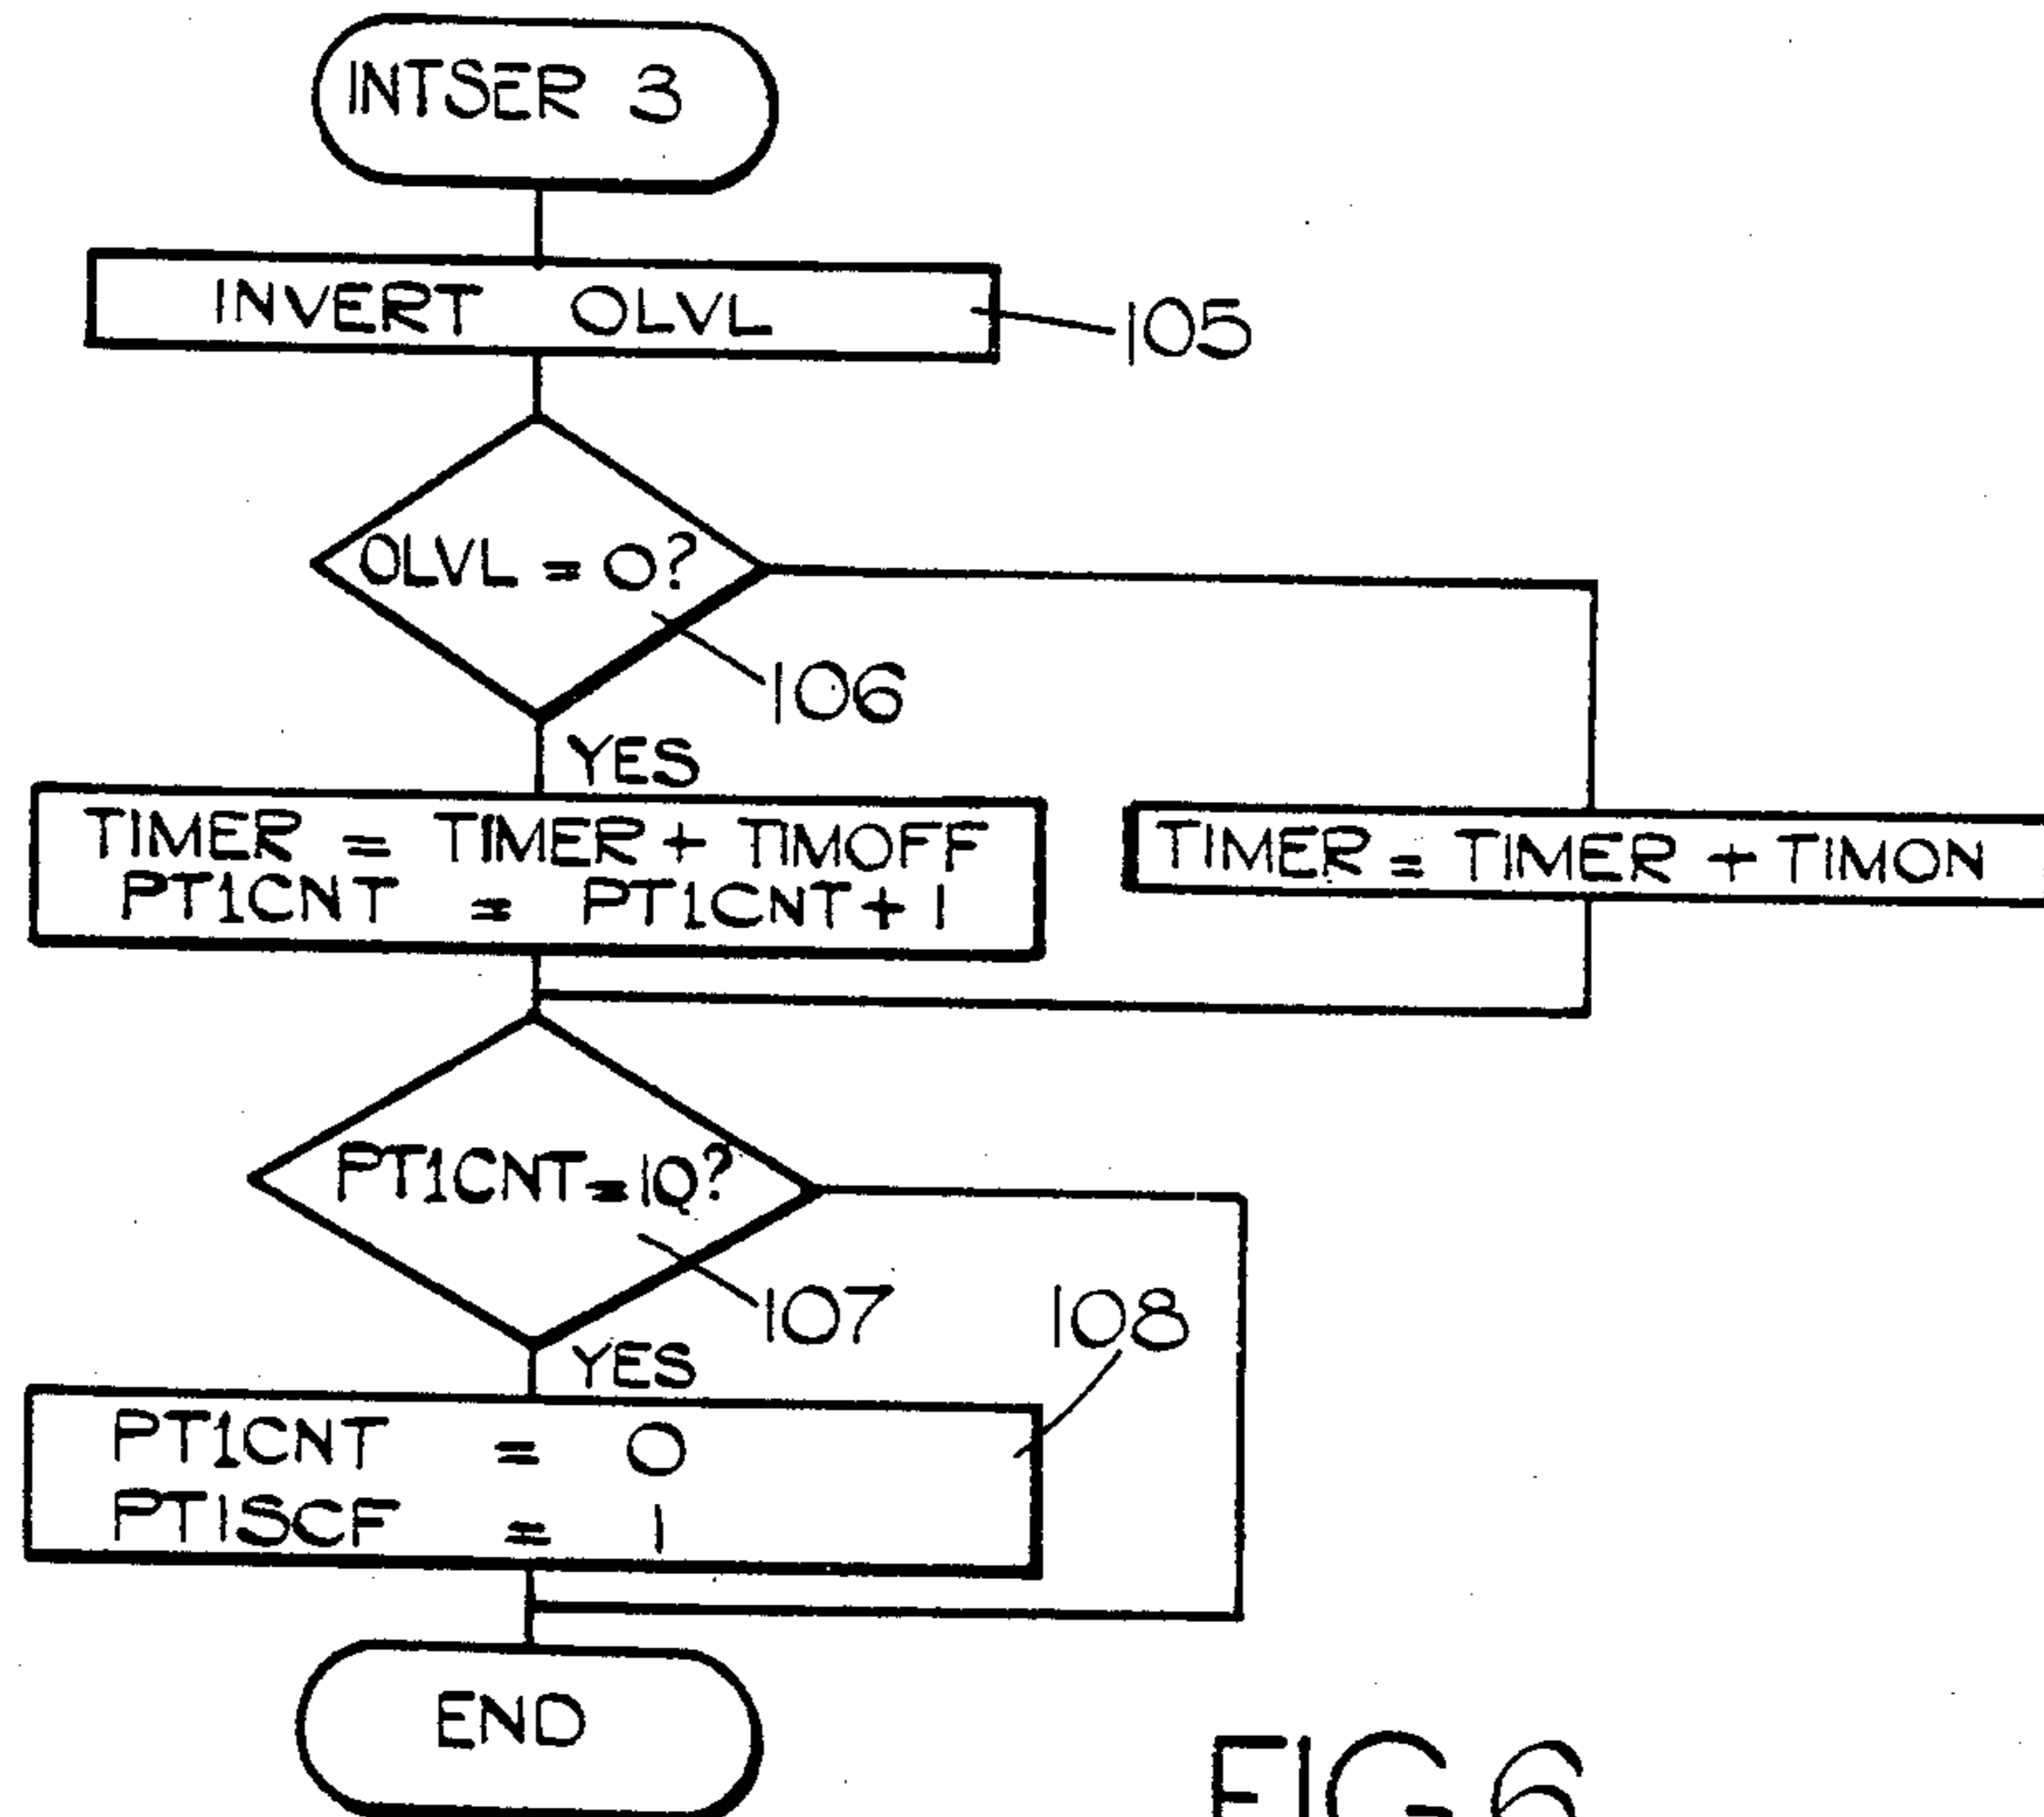 INTSER 3
INVERT OLVL
105
OLVL = 0?
106
YES
TIMER = TIMER + TIMOFF
PT1CNT = PT1CNT + 1
TIMER = TIMER + TIMON
PT1CNT = 10?
107
108
YES
PT1CNT = 0
PT1SCF = 1
END
FIG.6